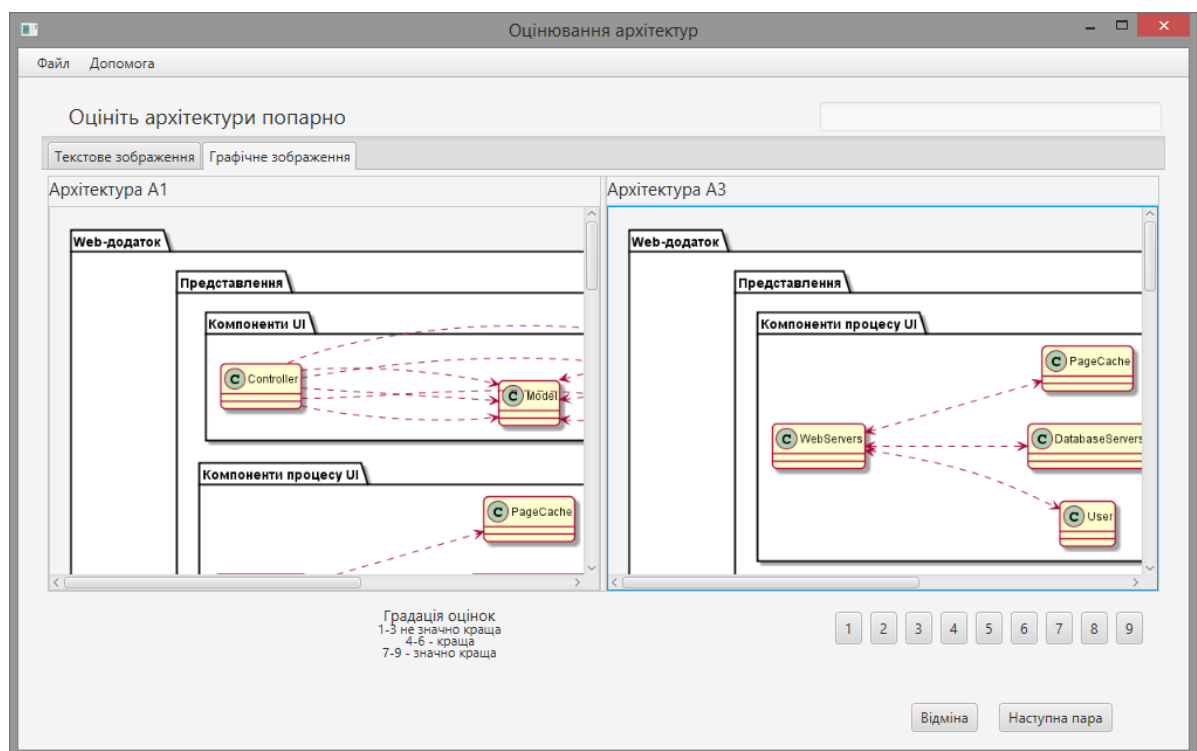 Оцінювання архітектур
Файл Допомога
Оцініть архітектури попарно
Текстове зображення Графічне зображення
Архітектура A1
Web-додаток
Представлення
Компоненти UI
C Controller
C Model
Компоненти процесу UI
C PageCache
Архітектура A3
Web-додаток
Представлення
Компоненти процесу UI
C PageCache
C WebServers
C DatabaseServers
C User
Градація оцінок
1-3 не значно краща
4-6 - краща
7-9 - значно краща
1 2 3 4 5 6 7 8 9
Відміна Наступна пара